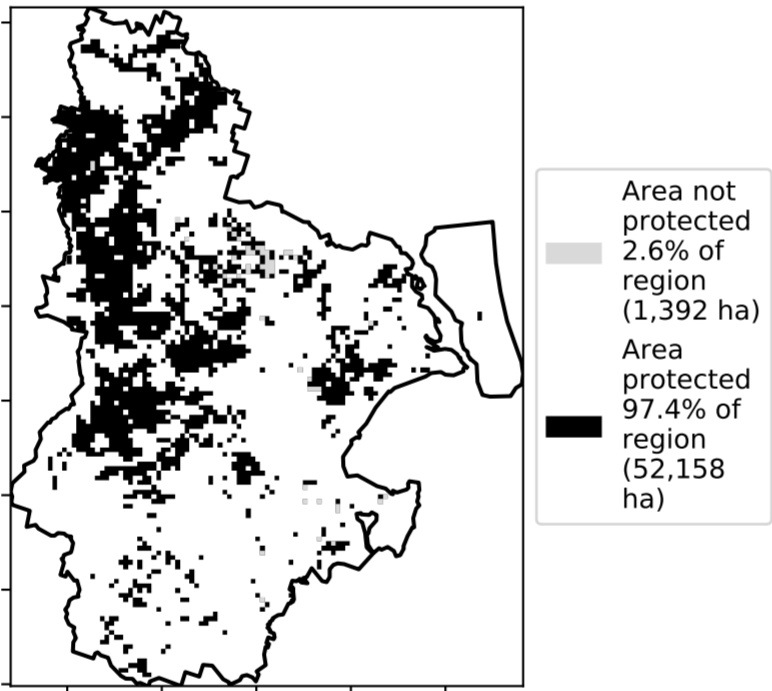 Area not
protected
2.6% of
region
(1,392 ha)
Area
protected
97.4% of
region
(52,158
ha)